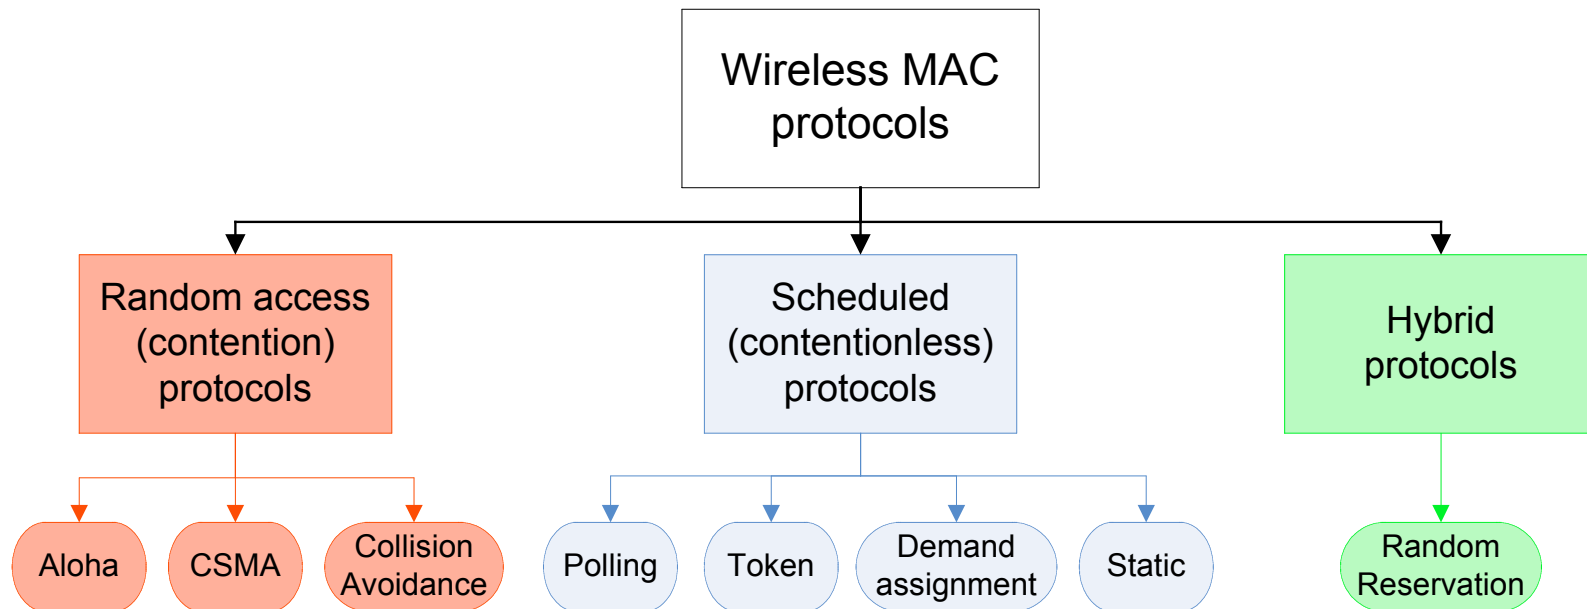 Wireless MAC
protocols
Random access
(contention)
protocols
Scheduled
(contentionless)
protocols
Hybrid
protocols
Aloha
CSMA
Collision
Avoidance
Polling
Token
Demand
assignment
Static
Random
Reservation